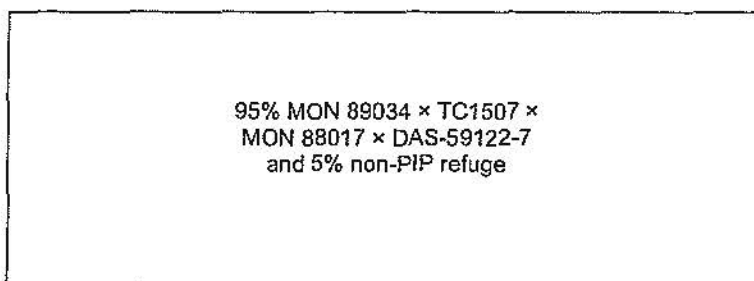 95% MON 89034 × TC1507 ×
MON 88017 × DAS-59122-7
and 5% non-PIP refuge